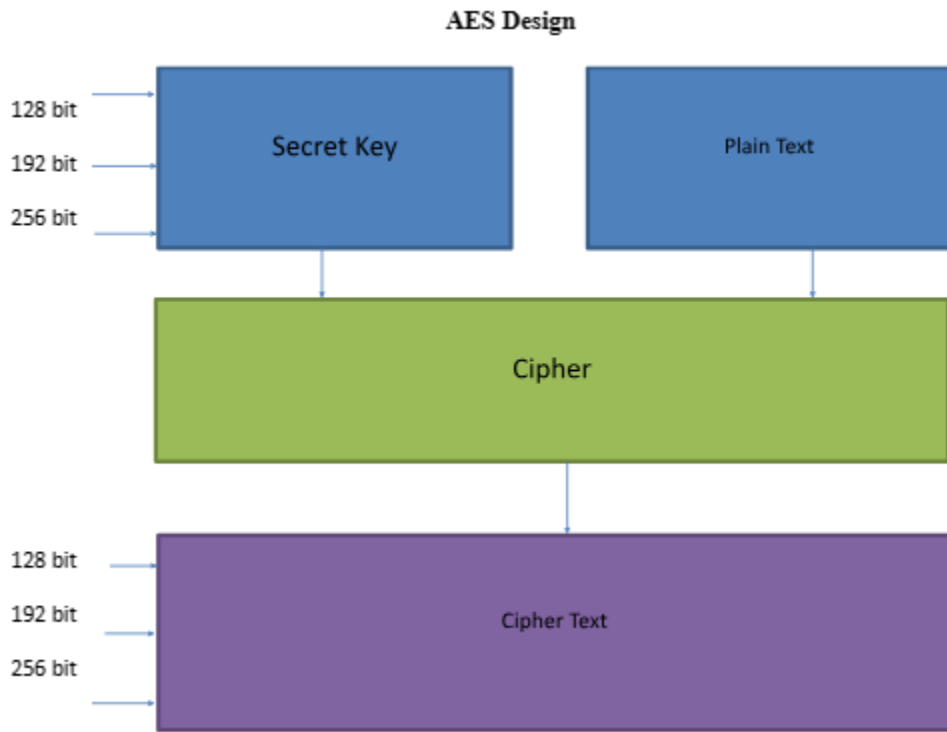 AES Design
128 bit
192 bit
256 bit
Secret Key
Plain Text
Cipher
128 bit
192 bit
256 bit
Cipher Text